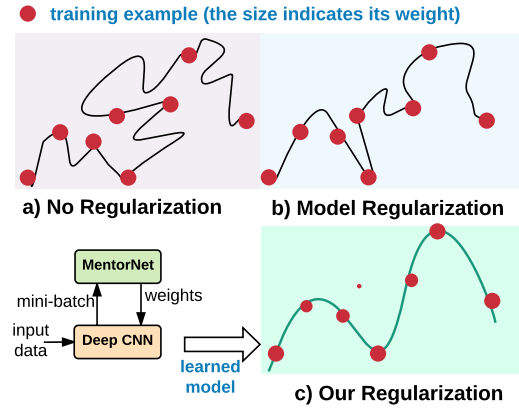 training example (the size indicates its weight)
a) No Regularization
b) Model Regularization
MentorNet
mini-batch
weights
input
data
Deep CNN
learned
model
c) Our Regularization